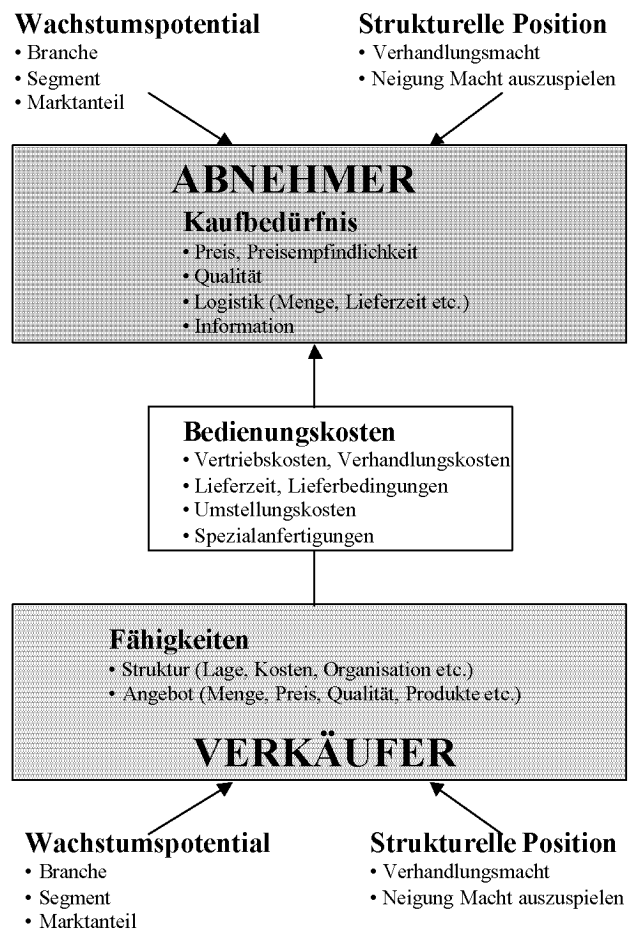 Wachstumspotential
• Branche
• Segment
• Marktanteil
Strukturelle Position
• Verhandlungsmacht
• Neigung Macht auszuspielen
ABNEHMER
Kaufbedürfnis
• Preis, Preisempfindlichkeit
• Qualität
• Logistik (Menge, Lieferzeit etc.)
• Information
Bedienungskosten
• Vertriebskosten, Verhandlungskosten
• Lieferzeit, Lieferbedingungen
• Umstellungskosten
• Spezialanfertigungen
Fähigkeiten
• Struktur (Lage, Kosten, Organisation etc.)
• Angebot (Menge, Preis, Qualität, Produkte etc.)
VERKÄUFER
Wachstumspotential
• Branche
• Segment
• Marktanteil
Strukturelle Position
• Verhandlungsmacht
• Neigung Macht auszuspielen